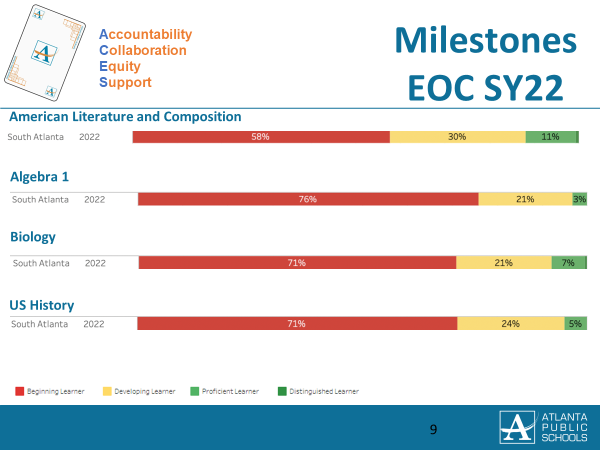 Accountability
Collaboration
Equity
Support
Milestones
EOC SY22
American Literature and Composition
South Atlanta 2022 58% 30% 11%
Algebra 1
South Atlanta 2022 76% 21% 3%
Biology
South Atlanta 2022 71% 21% 7%
US History
South Atlanta 2022 71% 24% 5%
Beginning Learner Developing Learner Proficient Learner Distinguished Learner
9
ATLANTA
PUBLIC
SCHOOLS